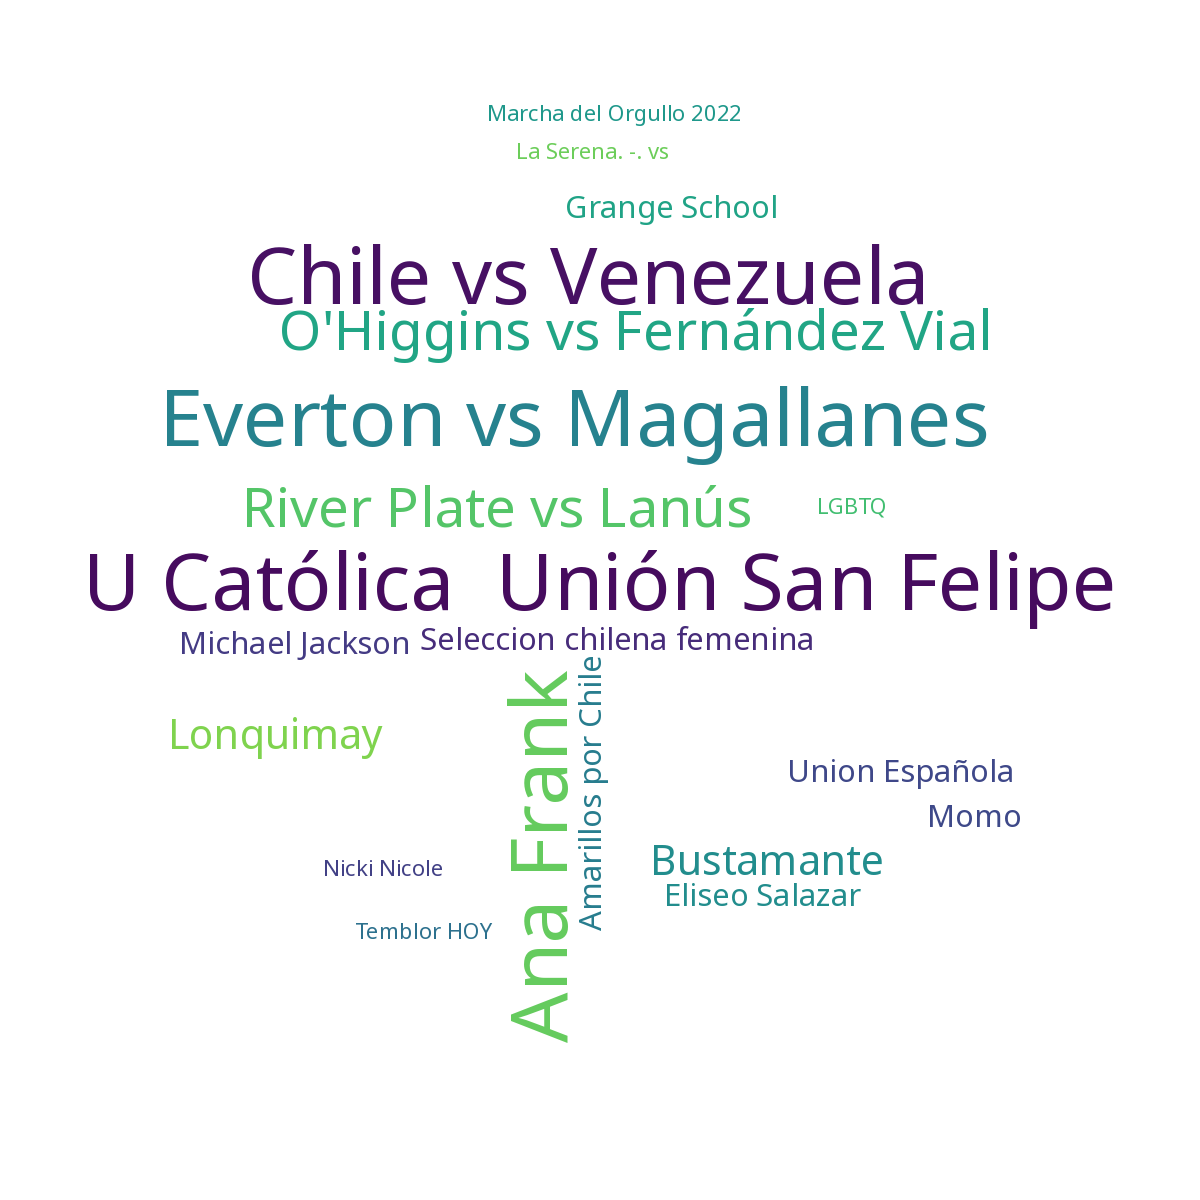 Marcha del Orgullo 2022
La Serena. -. vs
Grange School
Chile vs Venezuela
O'Higgins vs Fernández Vial
Everton vs Magallanes
River Plate vs Lanús
LGBTQ
U Católica  Unión San Felipe
Michael Jackson
Seleccion chilena femenina
Ana Frank
Amarillos por Chile
Lonquimay
Union Española
Momo
Bustamante
Nicki Nicole
Eliseo Salazar
Temblor HOY